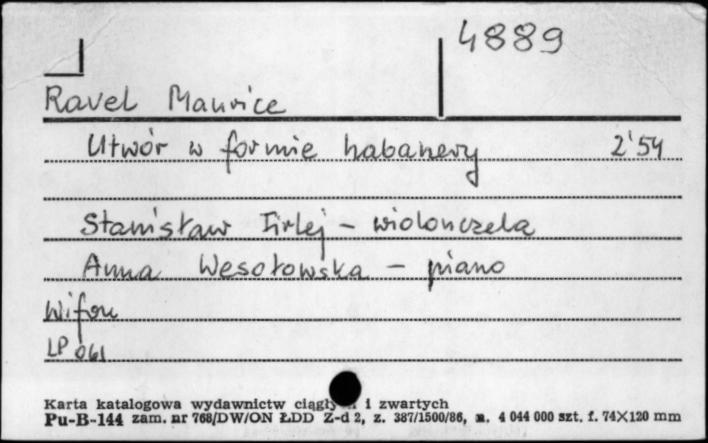 4889
Ravel Maurice
Utwór w formie habanery 2'54
Stanisław Firlej - wiolonczela
Anna Wesołowska - piano
Wifon
LP 061
Karta katalogowa wydawnictw ciągłych i zwartych
Pu-B-144 zam. nr 768/DW/ON ŁDD Z-d 2, z. 387/1500/86, n. 4 044 000 szt. f. 74X120 mm